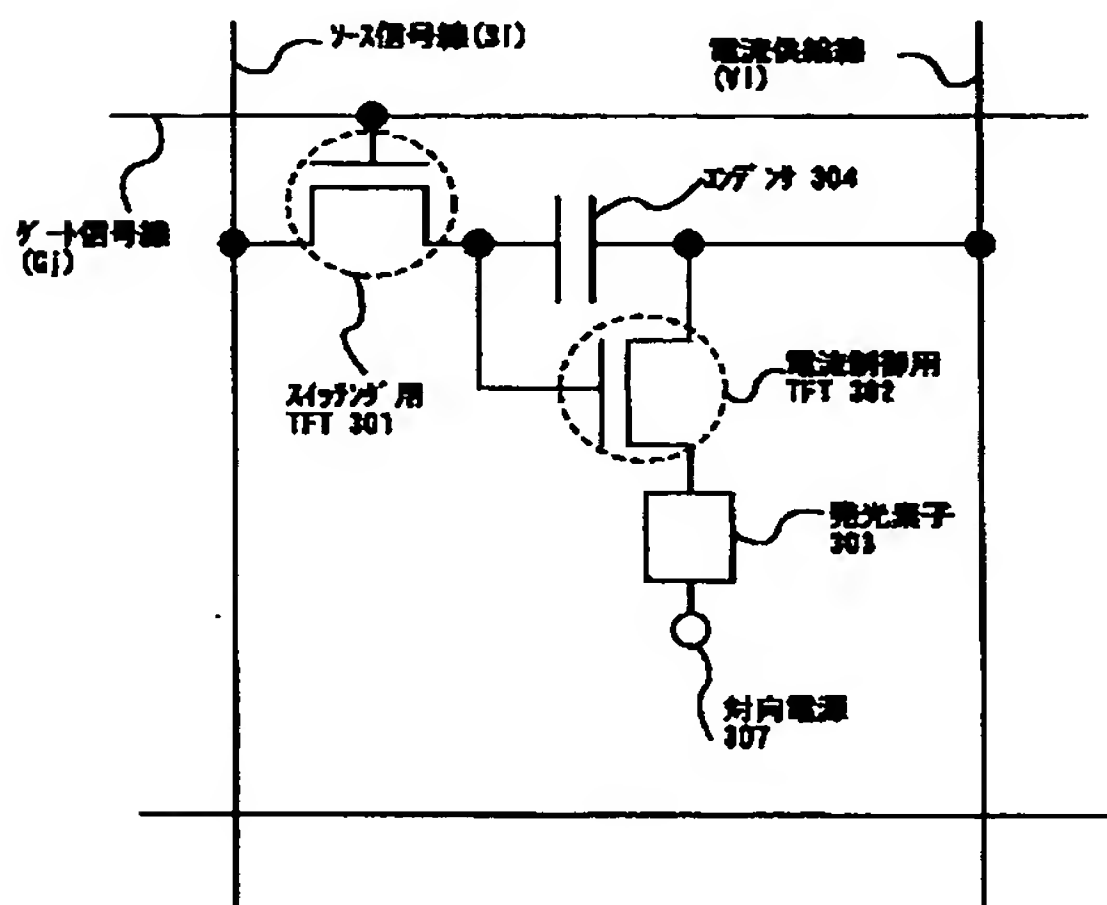 ソース信号線(Si)
電流供給線
(Vi)
コンデンサ 304
ゲート信号線
(Gj)
スイッチング用
TFT 301
電流制御用
TFT 302
発光素子
303
対向電源
307